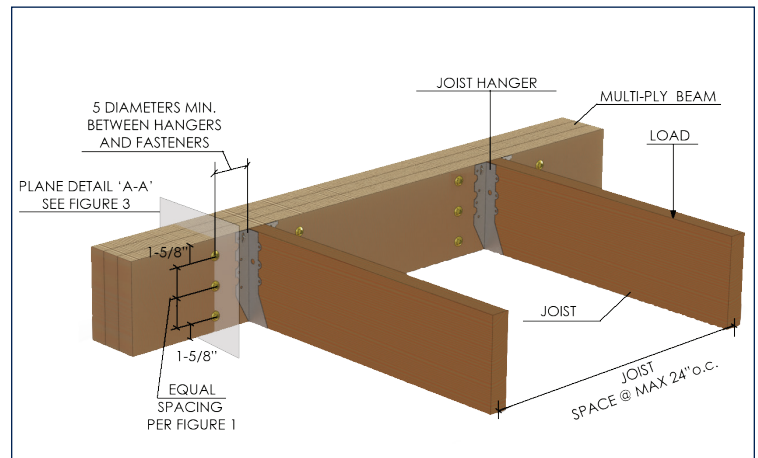 JOIST HANGER
MULTI-PLY BEAM
5 DIAMETERS MIN.
BETWEEN HANGERS
AND FASTENERS
LOAD
PLANE DETAIL 'A-A'
SEE FIGURE 3
1-5/8"
JOIST
1-5/8"
EQUAL
SPACING
PER FIGURE 1
JOIST
SPACE @ MAX 24" o.c.